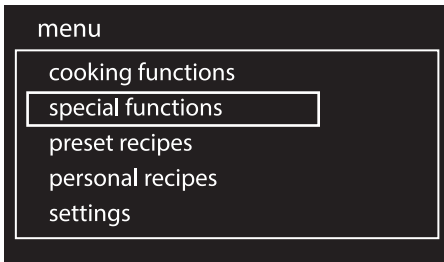 menu
cooking functions
special functions
preset recipes
personal recipes
settings